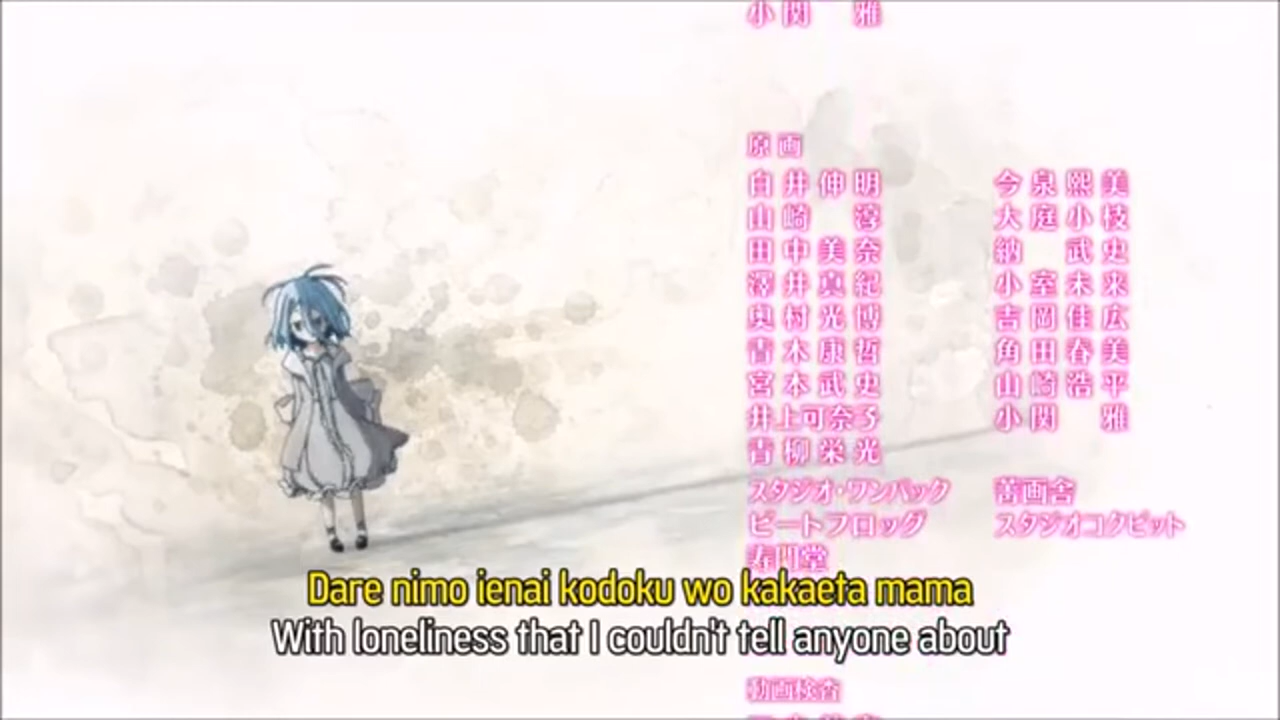 小関 雅
原画
白井伸明 今泉熙美
山崎 淳 大庭小枝
田中美奈 納 武史
澤井真紀 小室未来
奥村光博 吉岡佳広
青木康哲 角田春美
宮本武史 山崎浩平
井上可奈子 小関 雅
青柳栄光
スタジオ・ワンパック 蕾画舎
ビートフロッグ スタジオコクピット
寿門堂
Dare nimo ienai kodoku wo kakaeta mama
With loneliness that I couldn't tell anyone about
動画検査